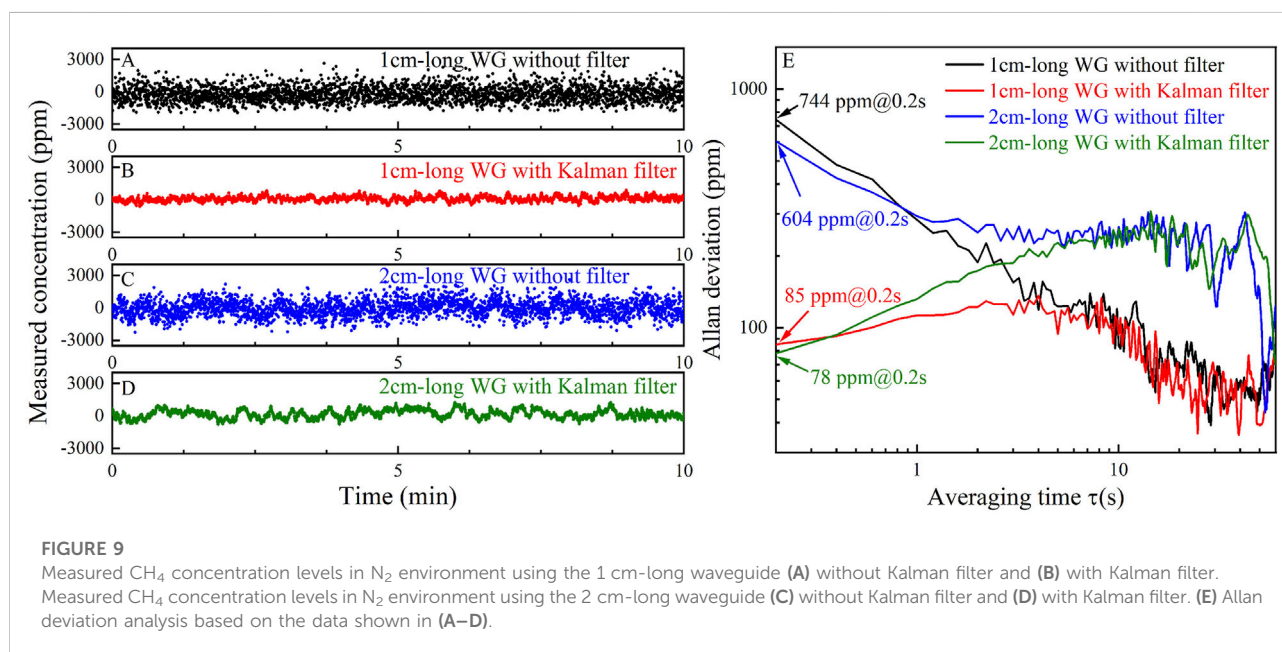 Measured concentration (ppm)
A
1cm-long WG without filter
3000
0
-3000
0
5
10
B
1cm-long WG with Kalman filter
3000
0
-3000
0
5
10
C
2cm-long WG without filter
3000
0
-3000
0
5
10
D
2cm-long WG with Kalman filter
3000
0
-3000
0
5
10
Time (min)
E
1cm-long WG without filter
1cm-long WG with Kalman filter
2cm-long WG without filter
2cm-long WG with Kalman filter
744 ppm@0.2s
604 ppm@0.2s
85 ppm@0.2s
78 ppm@0.2s
Allan deviation (ppm)
1000
100
1
10
Averaging time τ(s)
FIGURE 9
Measured CH₄ concentration levels in N₂ environment using the 1 cm-long waveguide (A) without Kalman filter and (B) with Kalman filter.
Measured CH₄ concentration levels in N₂ environment using the 2 cm-long waveguide (C) without Kalman filter and (D) with Kalman filter. (E) Allan
deviation analysis based on the data shown in (A–D).